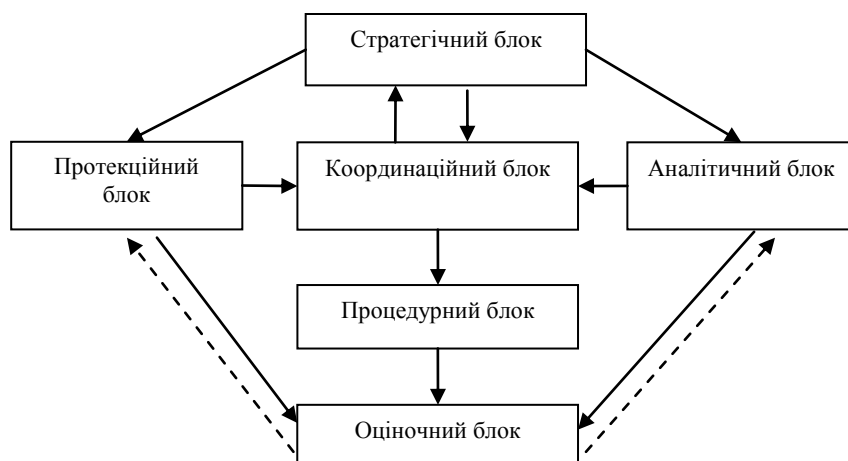 Стратегічний блок
Протекційний
блок
Координаційний блок
Аналітичний блок
Процедурний блок
Оціночний блок